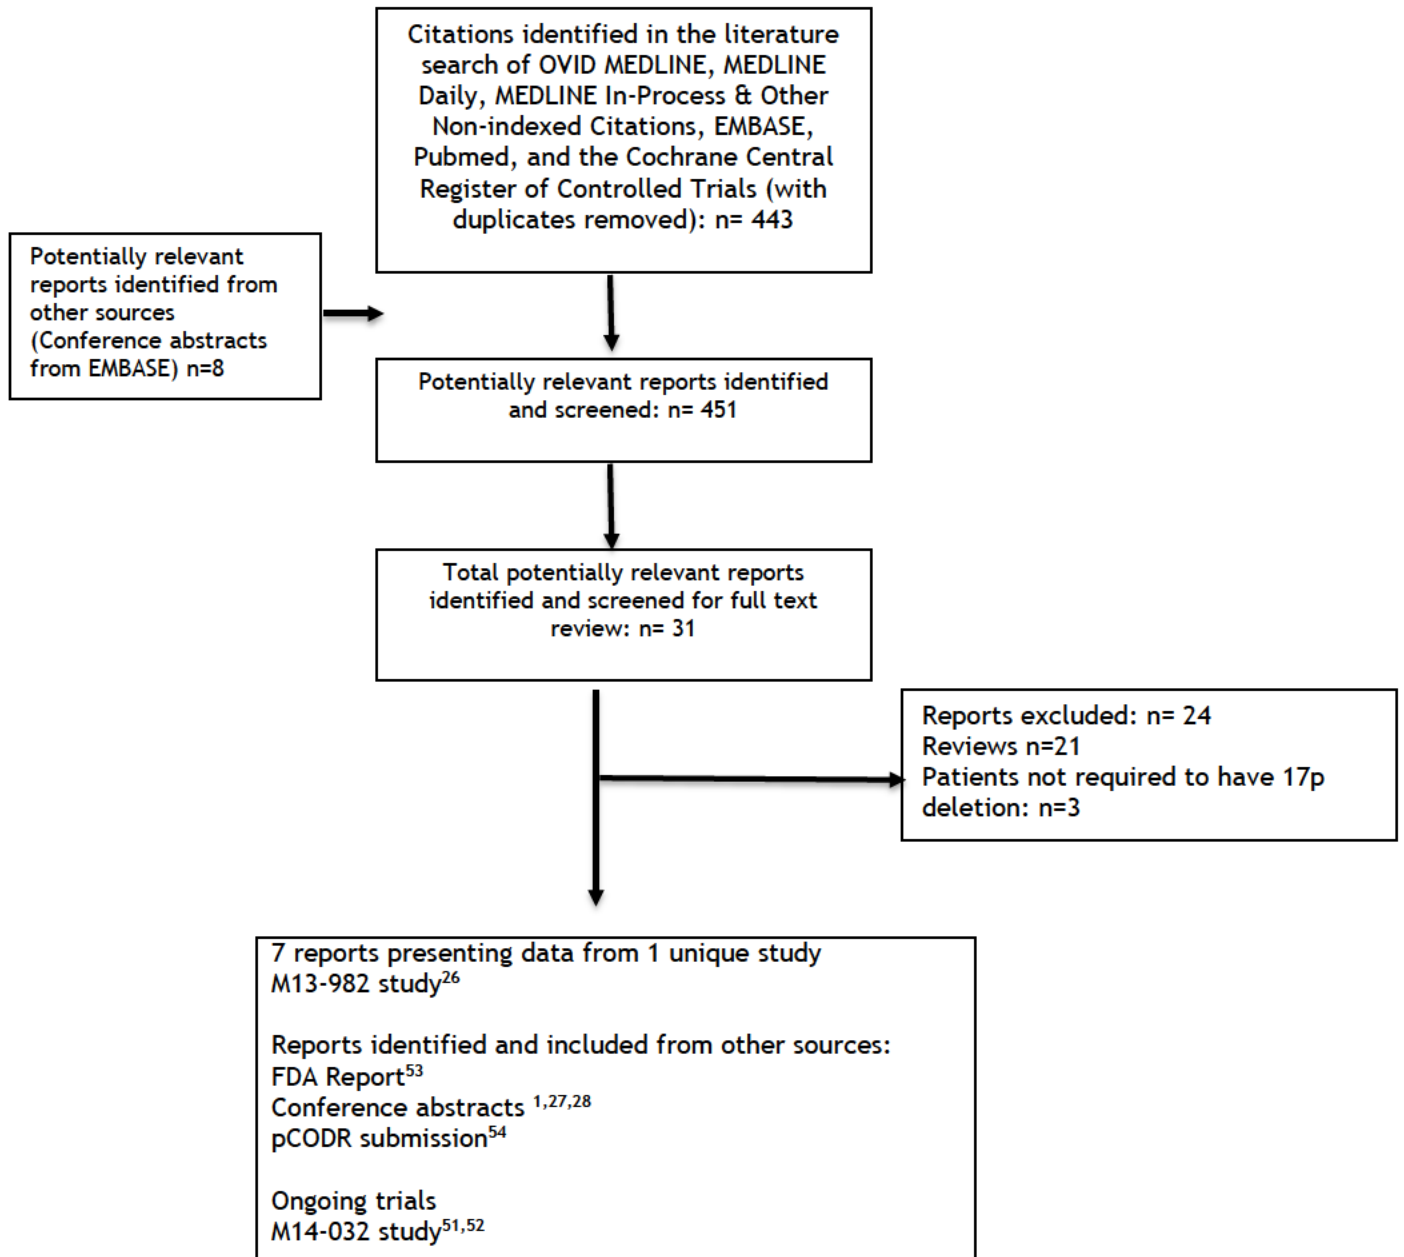 Citations identified in the literature
search of OVID MEDLINE, MEDLINE
Daily, MEDLINE In-Process & Other
Non-indexed Citations, EMBASE,
Pubmed, and the Cochrane Central
Register of Controlled Trials (with
duplicates removed): n= 443
Potentially relevant
reports identified from
other sources
(Conference abstracts
from EMBASE) n=8
Potentially relevant reports identified
and screened: n= 451
Total potentially relevant reports
identified and screened for full text
review: n= 31
Reports excluded: n= 24
Reviews n=21
Patients not required to have 17p
deletion: n=3
7 reports presenting data from 1 unique study
M13-982 study26
Reports identified and included from other sources:
FDA Report53
Conference abstracts 1,27,28
pCODR submission54
Ongoing trials
M14-032 study51,52